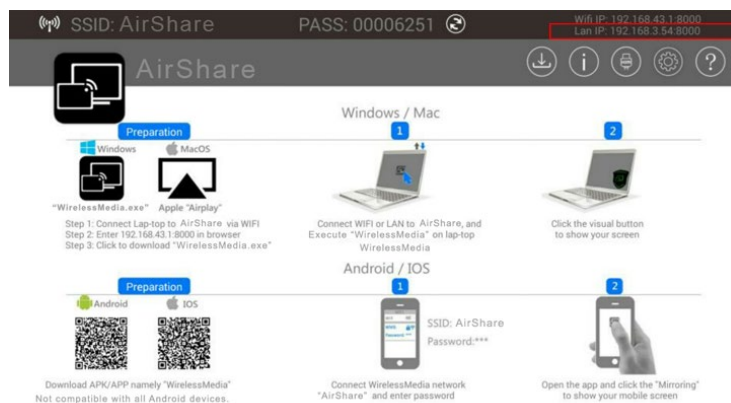 SSID: AirShare
PASS: 00006251
Wifi IP: 192.168.43.1:8000
Lan IP: 192.168.3.54:8000
AirShare
Windows / Mac
Preparation
1
2
Windows
MacOS
"WirelessMedia.exe"
Apple "Airplay"
Step 1: Connect Lap-top to AirShare via WIFI
Step 2: Enter 192.168.43.1:8000 in browser
Step 3: Click to download "WirelessMedia.exe"
Connect WIFI or LAN to AirShare, and
Execute "WirelessMedia" on lap-top
WirelessMedia
Click the visual button
to show your screen
Android / IOS
Preparation
1
2
Android
IOS
SSID: AirShare
Password:***
Download APK/APP namely "WirelessMedia"
Not compatible with all Android devices.
Connect WirelessMedia network
"AirShare" and enter password
Open the app and click the "Mirroring"
to show your mobile screen